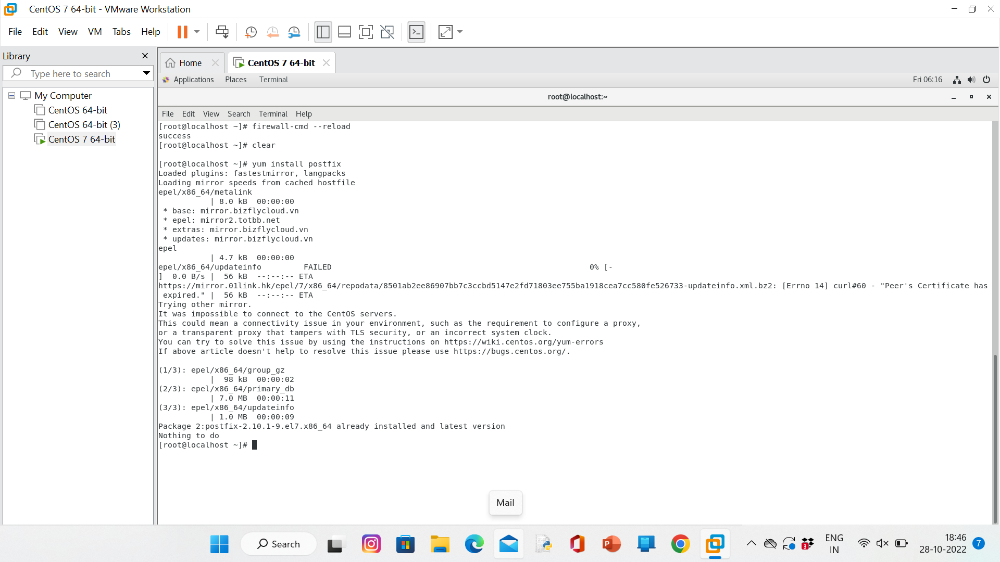 CentOS 7 64-bit - VMware Workstation
File Edit View VM Tabs Help
Library
Type here to search
My Computer
CentOS 64-bit
CentOS 64-bit (3)
CentOS 7 64-bit
Home
CentOS 7 64-bit
Applications Places Terminal Fri 06:16
root@localhost:~
File Edit View Search Terminal Help
[root@localhost ~]# firewall-cmd --reload
success
[root@localhost ~]# clear
[root@localhost ~]# yum install postfix
Loaded plugins: fastestmirror, langpacks
Loading mirror speeds from cached hostfile
epel/x86_64/metalink
| 8.0 kB 00:00:00
* base: mirror.bizflycloud.vn
* epel: mirror2.totbb.net
* extras: mirror.bizflycloud.vn
* updates: mirror.bizflycloud.vn
epel
| 4.7 kB 00:00:00
epel/x86_64/updateinfo FAILED 0% [-
] 0.0 B/s | 56 kB --:--:-- ETA
https://mirror.01link.hk/epel/7/x86_64/repodata/8501ab2ee86907bb7c3ccbd5147e2fd71803ee755ba1918cea7cc580fe526733-updateinfo.xml.bz2: [Errno 14] curl#60 - "Peer's Certificate has
expired." | 56 kB --:--:-- ETA
Trying other mirror.
It was impossible to connect to the CentOS servers.
This could mean a connectivity issue in your environment, such as the requirement to configure a proxy,
or a transparent proxy that tampers with TLS security, or an incorrect system clock.
You can try to solve this issue by using the instructions on https://wiki.centos.org/yum-errors
If above article doesn't help to resolve this issue please use https://bugs.centos.org/.
(1/3): epel/x86_64/group_gz
| 98 kB 00:00:02
(2/3): epel/x86_64/primary_db
| 7.0 MB 00:00:11
(3/3): epel/x86_64/updateinfo
| 1.0 MB 00:00:09
Package 2:postfix-2.10.1-9.el7.x86_64 already installed and latest version
Nothing to do
[root@localhost ~]#
Mail
Search
P
3
ENG
IN
18:46
28-10-2022
7